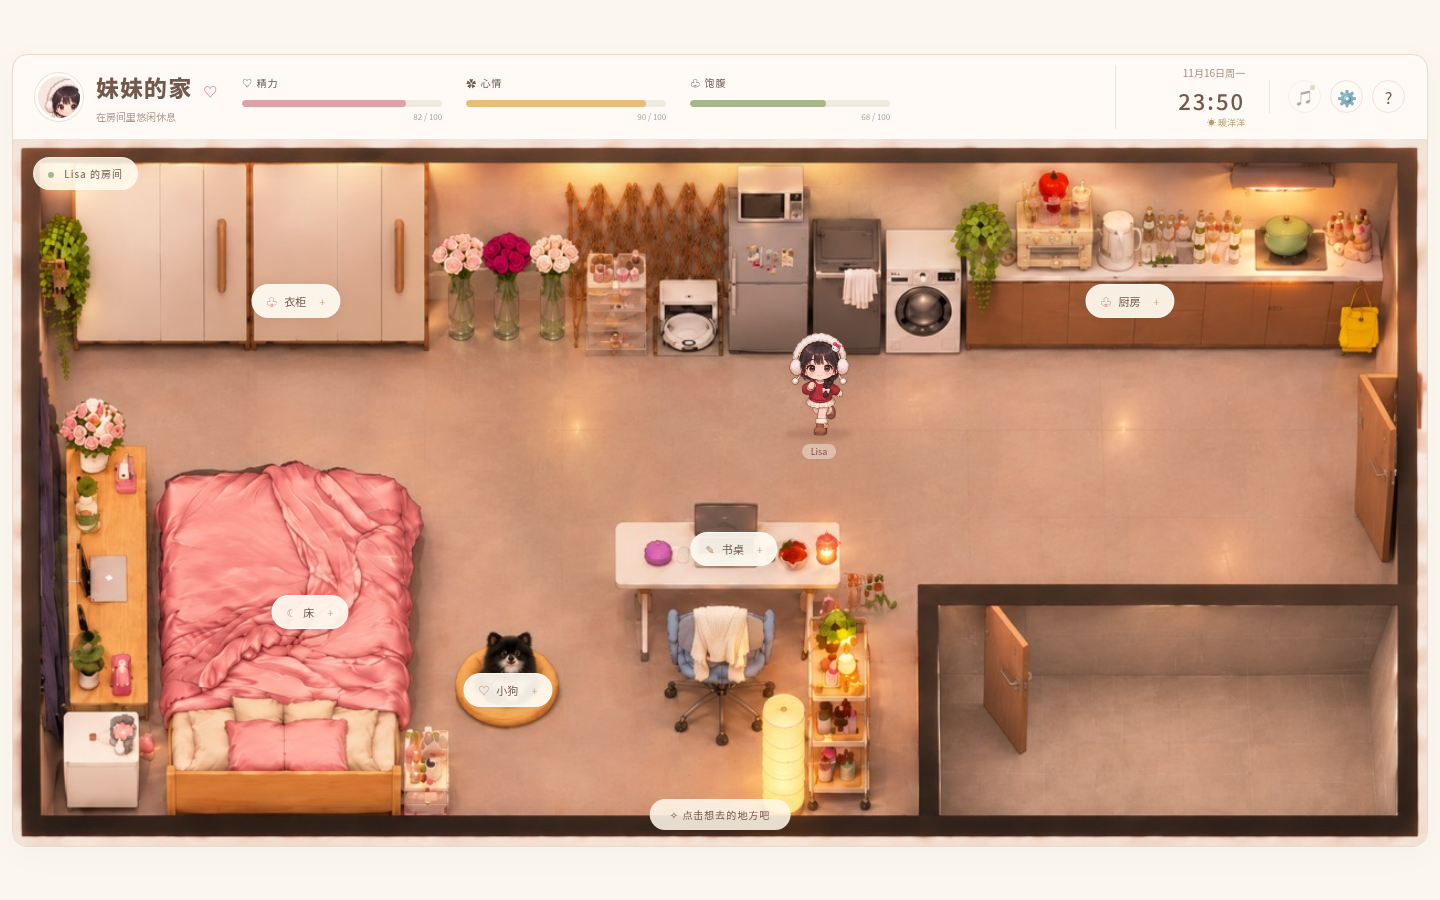 妹妹的家 ♡
在房间里悠闲休息
♡ 精力
82 / 100
✽ 心情
90 / 100
♧ 饱腹
68 / 100
11月16日周一
23:50
☀ 暖洋洋
?
Lisa 的房间
♧ 衣柜 +
♧ 厨房 +
Lisa
✎ 书桌 +
☾ 床 +
♡ 小狗 +
✧ 点击想去的地方吧